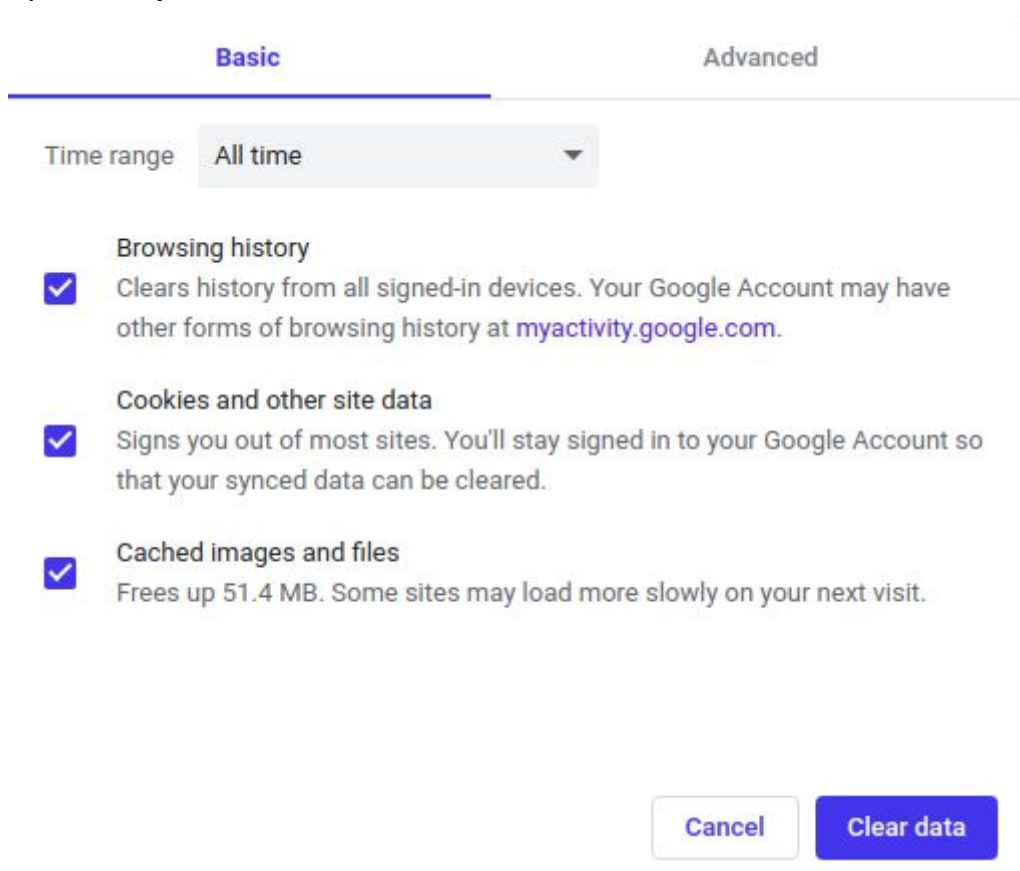 Basic Advanced
Time range All time
Browsing history
Clears history from all signed-in devices. Your Google Account may have
other forms of browsing history at myactivity.google.com.
Cookies and other site data
Signs you out of most sites. You'll stay signed in to your Google Account so
that your synced data can be cleared.
Cached images and files
Frees up 51.4 MB. Some sites may load more slowly on your next visit.
Cancel Clear data